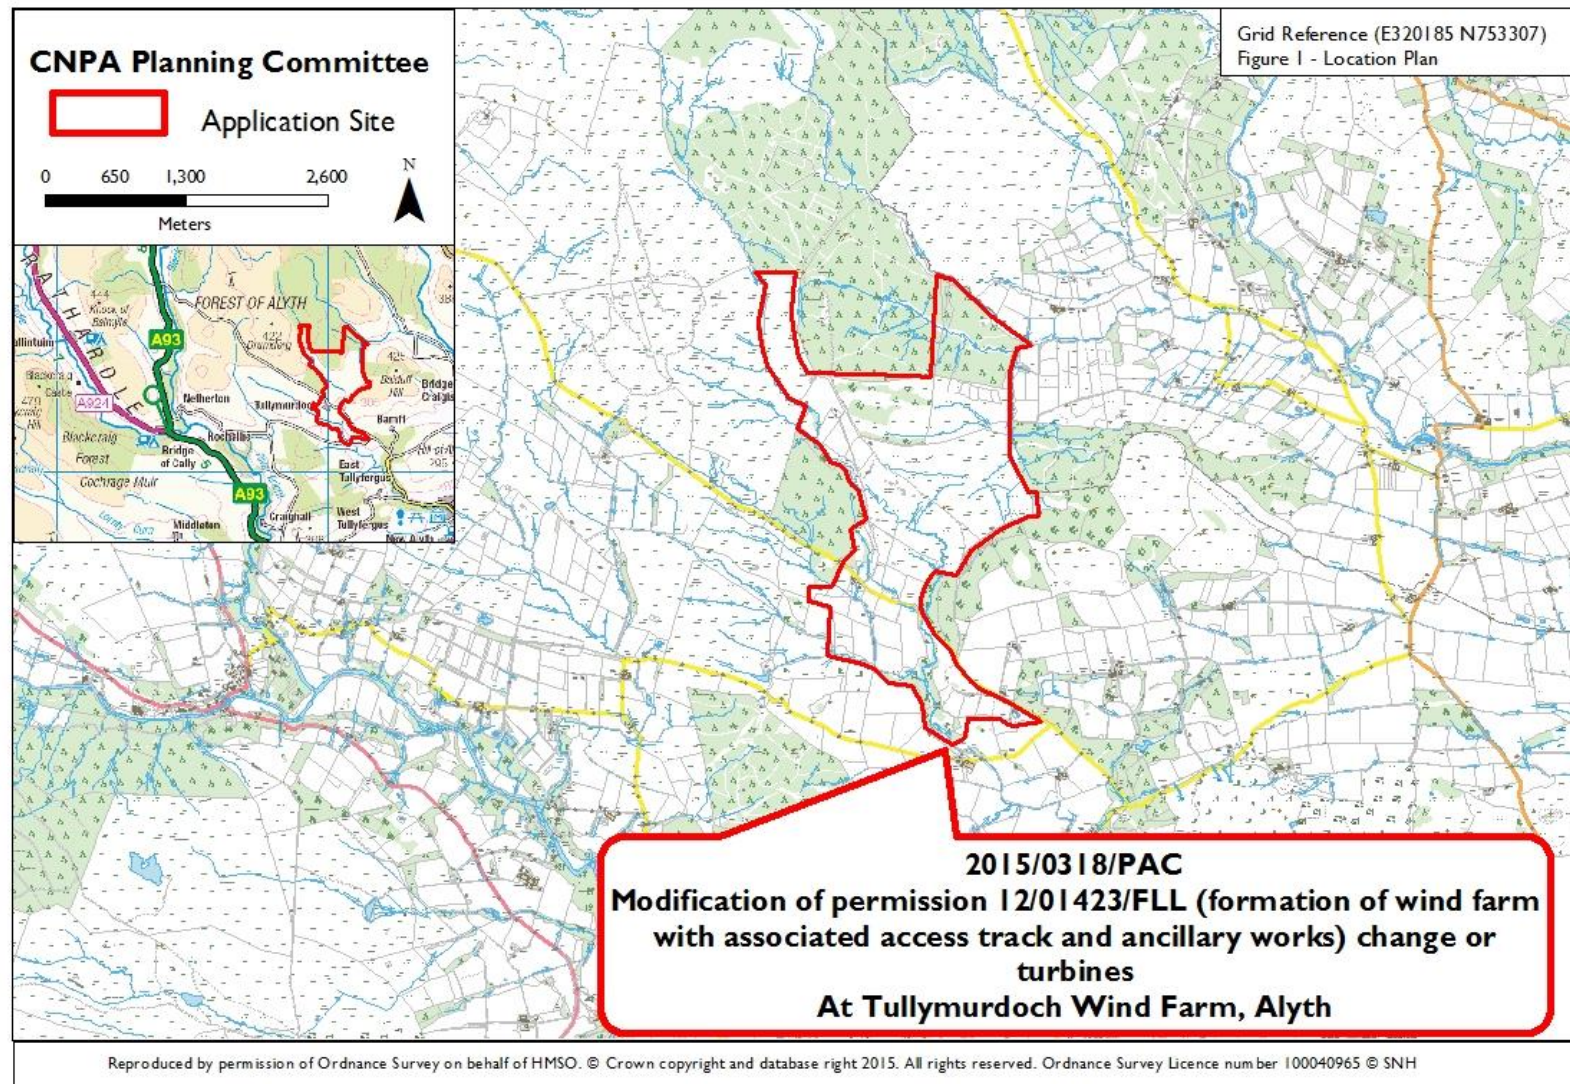 CNPA Planning Committee
Application Site
0 650 1,300 2,600
Meters
N
Grid Reference (E320185 N753307)
Figure 1 - Location Plan
FOREST OF ALYTH
A93
A924
Netherton
Tullymurdoch
Bamff
Bridge
Craigis
Rochalbe
Bridge
of Cally
Blackcraig
Forest
Cochrage Muir
East
Tullyfergus
A93
Craighall
West
Tullyfergus
Middleton
2015/0318/PAC
Modification of permission 12/01423/FLL (formation of wind farm
with associated access track and ancillary works) change or
turbines
At Tullymurdoch Wind Farm, Alyth
Reproduced by permission of Ordnance Survey on behalf of HMSO. © Crown copyright and database right 2015. All rights reserved. Ordnance Survey Licence number 100040965 © SNH